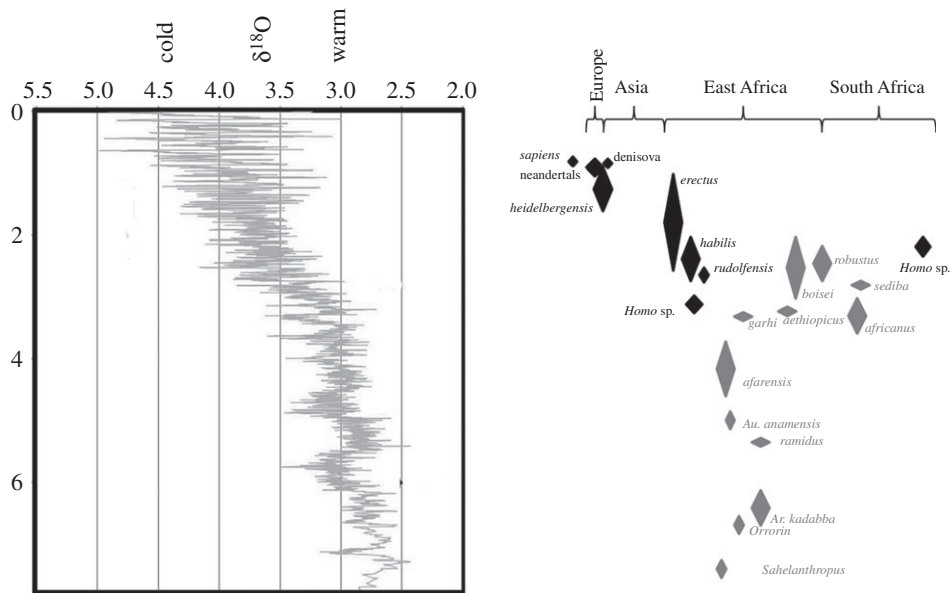 cold
δ18O
warm
5.5 5.0 4.5 4.0 3.5 3.0 2.5 2.0
0
2
4
6
Europe
Asia
East Africa
South Africa
sapiens
denisova
neandertals
erectus
heidelbergensis
habilis
robustus
rudolfensis
Homo sp.
boisei
sediba
Homo sp.
garhi
aethiopicus
africanus
afarensis
Au. anamensis
ramidus
Ar. kadabba
Orrorin
Sahelanthropus